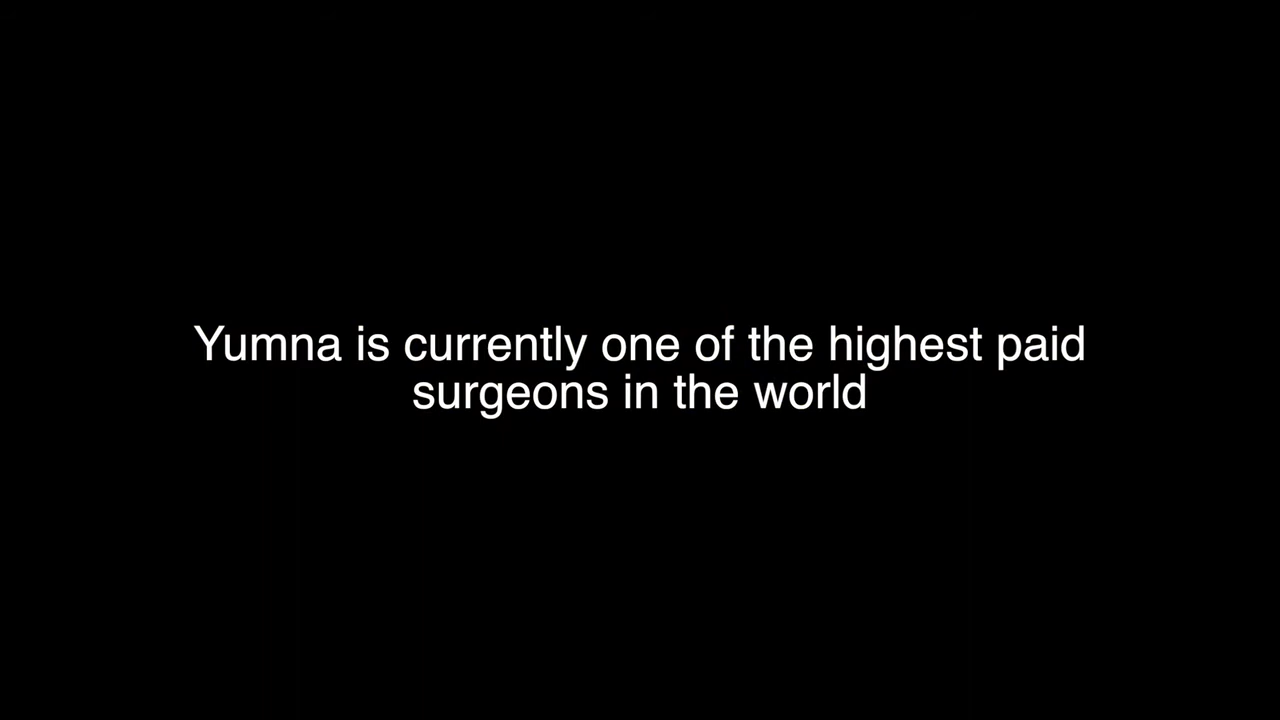 Yumna is currently one of the highest paid
surgeons in the world